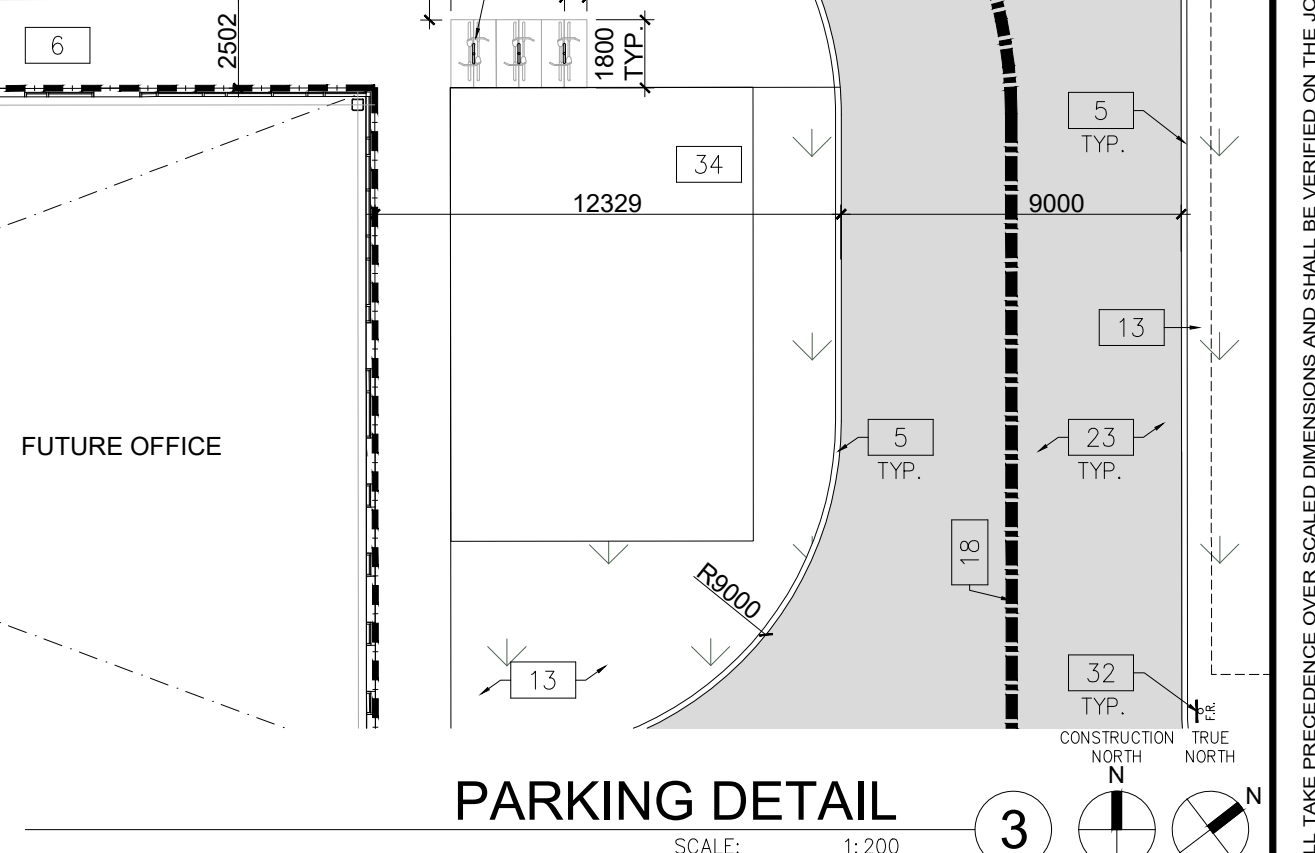 6
2502
1800
TYP.
34
5
TYP.
12329
9000
13
FUTURE OFFICE
5
TYP.
23
TYP.
18
R9000
13
32
TYP.
F.R.
CONSTRUCTION
NORTH
TRUE
NORTH
N
N
PARKING DETAIL
3
SCALE: 1:200
TAKE PRECEDENCE OVER SCALED DIMENSIONS AND SHALL BE VERIFIED ON THE